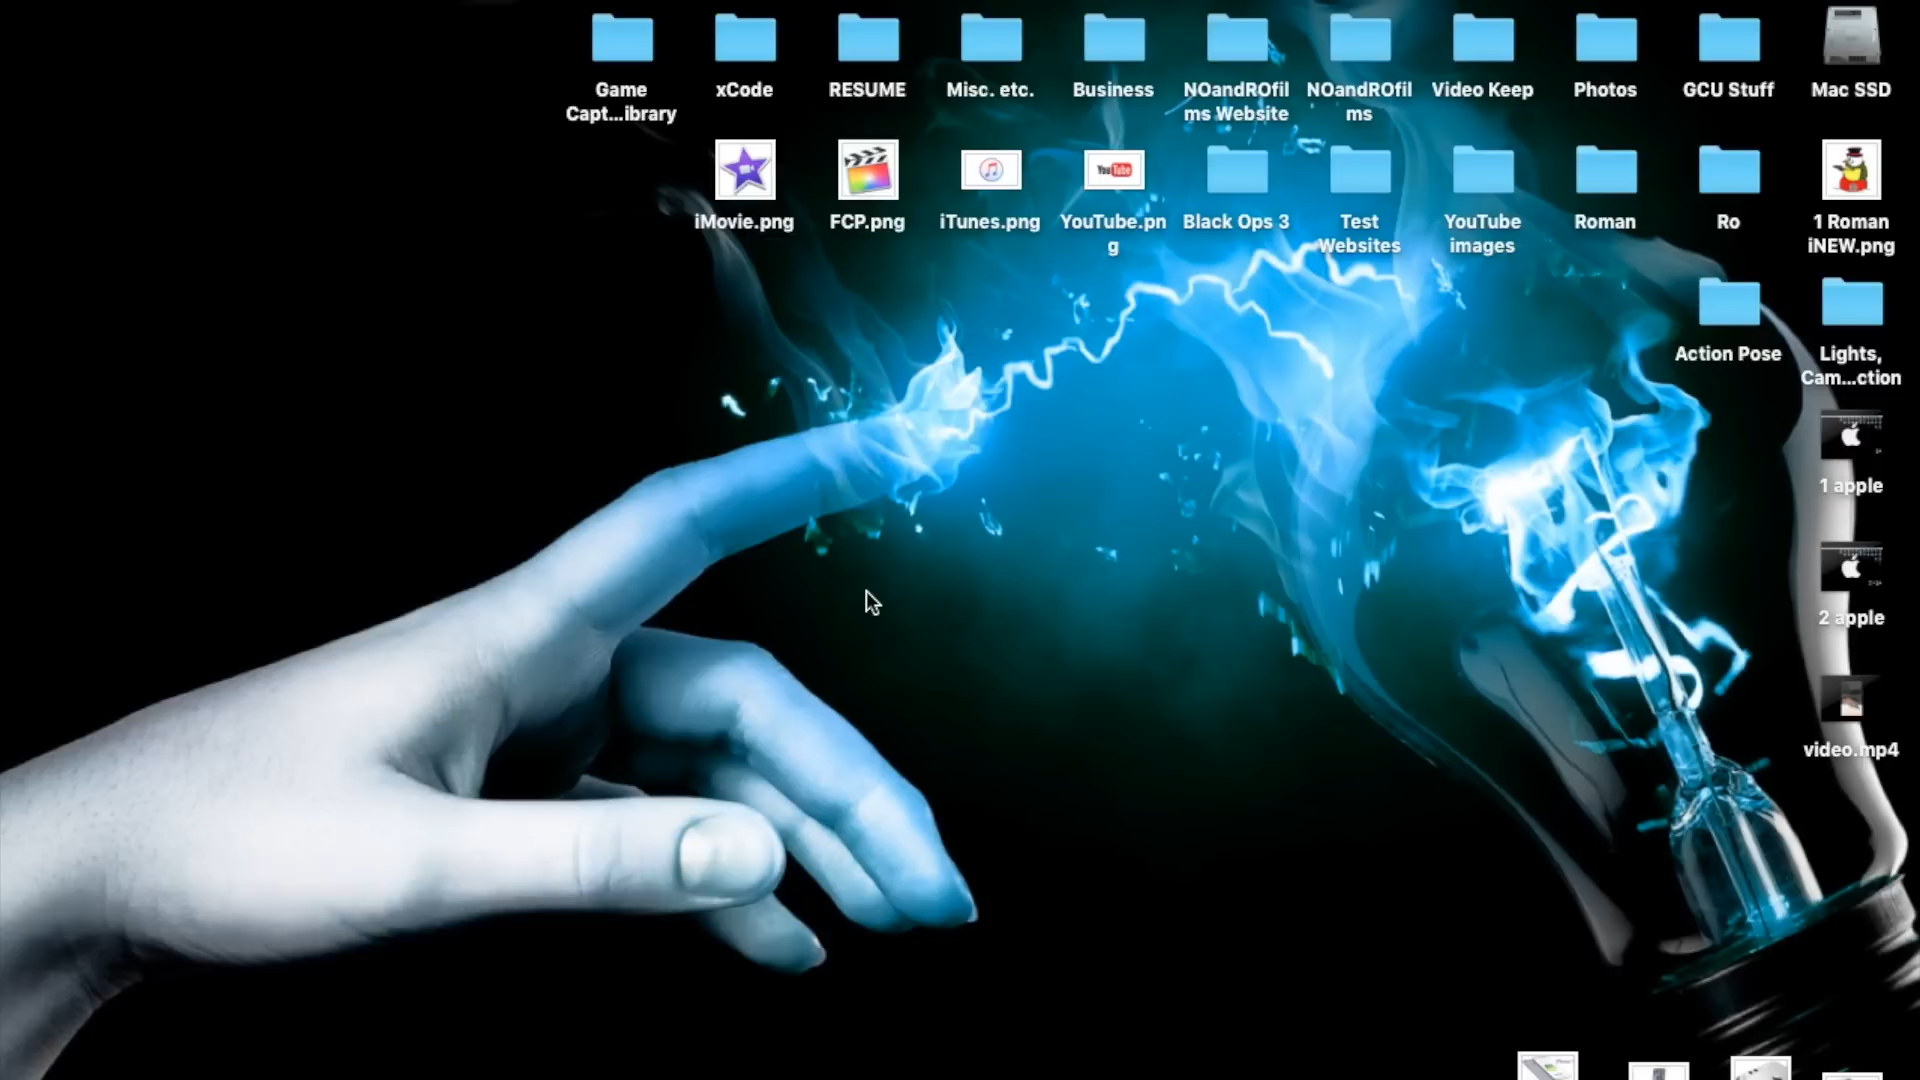 Game
Capt...ibrary
xCode
RESUME
Misc. etc.
Business
NOandROfil
ms Website
NOandROfil
ms
Video Keep
Photos
GCU Stuff
Mac SSD
iMovie.png
FCP.png
iTunes.png
You Tube
YouTube.pn
g
Black Ops 3
Test
Websites
YouTube
images
Roman
Ro
1 Roman
iNEW.png
Action Pose
Lights,
Cam...ction
1 apple
2 apple
video.mp4